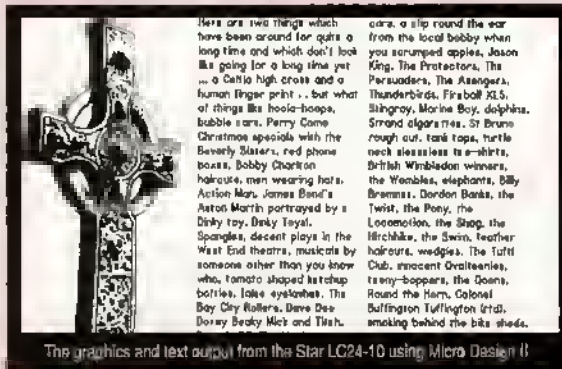 Here are two things which
have been around for quite a
long time and which don't look
like going for a long time yet
... a Celtic high cross and a
human finger print . . but what
of things like hoola-hoops,
bubble cars, Perry Como
Christmas specials with the
Beverly Sisters, red phone
boxes, Bobby Charlton
haircuts, men wearing hats,
Action Man, James Bond's
Aston Martin portrayed by a
Dinky toy, Dinky Toys!,
Spangles, decent plays in the
West End theatre, musicals by
someone other than you know
who, tomato shaped ketchup
bottles, false eyelashes, The
Bay City Rollers, Dave Dee
Dozy Beaky Mick and Titch,
cars, a clip round the ear
from the local bobby when
you scrumped apples, Jason
King, The Protectors, The
Persuaders, The Avengers,
Thunderbirds, Fireball XL5,
Stingray, Marine Boy, dolphins,
Strand cigarettes, St Bruno
rough cut, tank tops, turtle
neck sleeveless tee-shirts,
British Wimbledon winners,
the Wombles, elephants, Billy
Bremner, Gordon Banks, the
Twist, the Pony, the
Locomotion, the Shag, the
Hitchhike, the Swim, feather
haircuts, wedgies, The Tufti
Club, innocent Ovalteenies,
teeny-boppers, the Goons,
Round the Horn, Colonel
Buffington Tuffington (rtd),
smoking behind the bike sheds,
The graphics and text output from the Star LC24-10 using Micro Design II